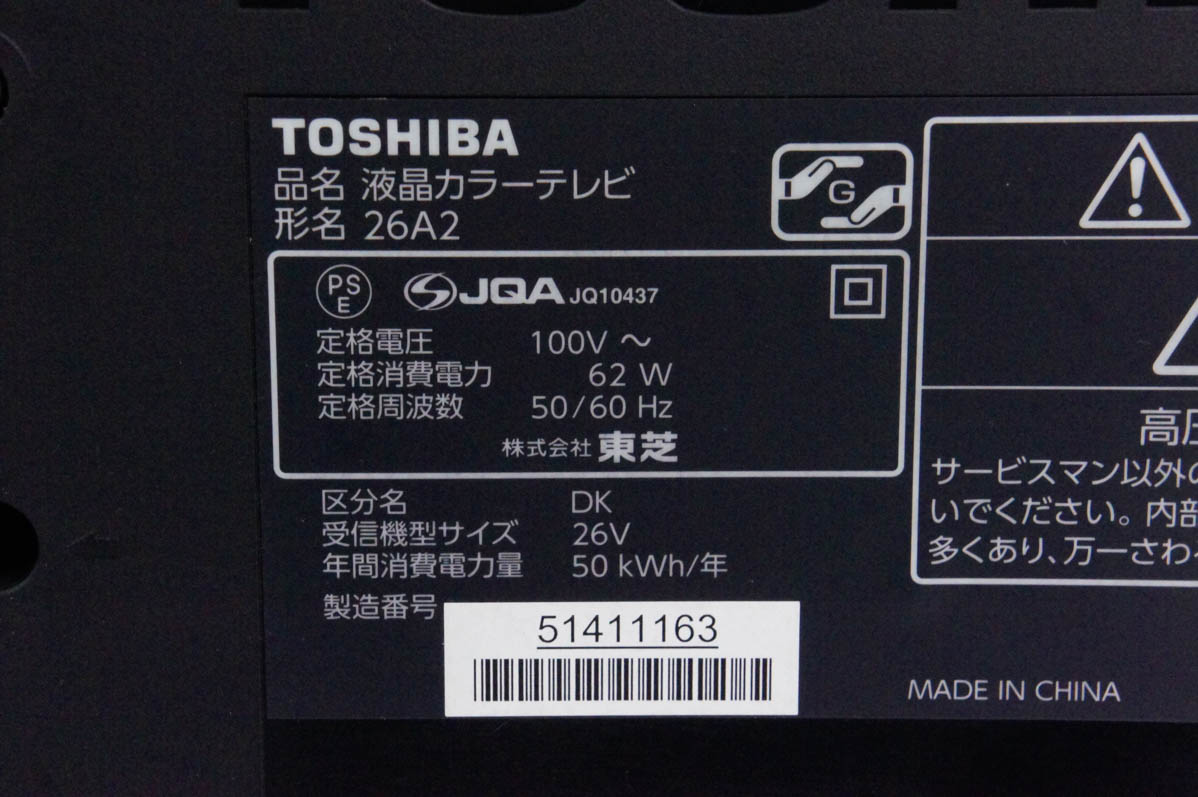 TOSHIBA
品名 液晶カラーテレビ
形名 26A2
G
PS
E
JQA JQ10437
定格電圧 100V ～
定格消費電力 62 W
定格周波数 50/60 Hz
株式会社 東芝
区分名 DK
受信機型サイズ 26V
年間消費電力量 50 kWh/年
製造番号
51411163
高圧
サービスマン以外の
いでください。内部
多くあり、万一さわ
MADE IN CHINA